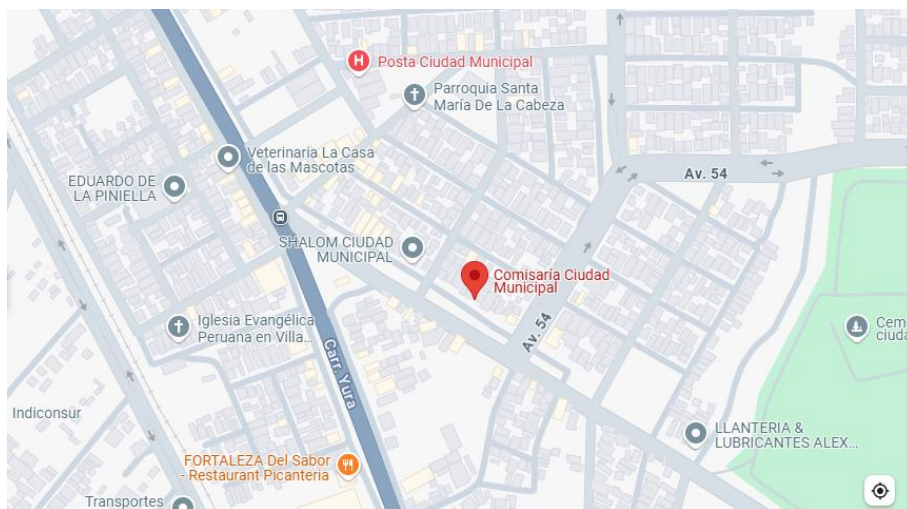 H
Posta Ciudad Municipal
Parroquia Santa
María De La Cabeza
Veterinaria La Casa
de las Mascotas
EDUARDO DE
LA PINIELLA
Av. 54
SHALOM CIUDAD
MUNICIPAL
Comisaría Ciudad
Municipal
Iglesia Evangélica
Peruana en Villa...
Av. 54
Carr. Yura
Cem
ciuda
Indiconsur
LLANTERIA &
LUBRICANTES ALEX...
FORTALEZA Del Sabor
- Restaurant Picanteria
Transportes